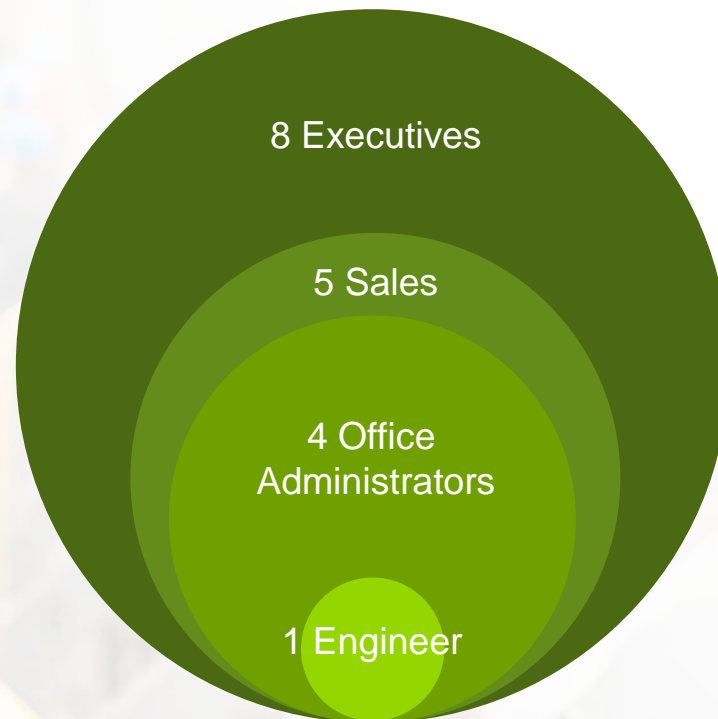 8 Executives
5 Sales
4 Office
Administrators
1 Engineer